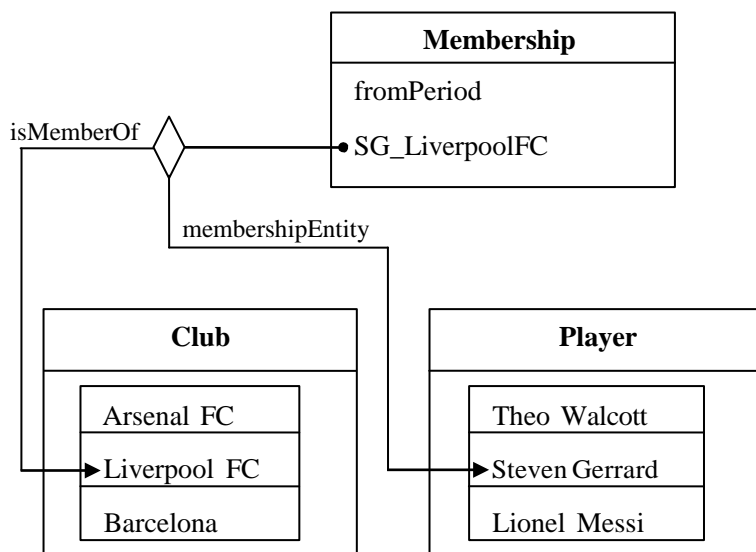 Membership
fromPeriod
isMemberOf
SG_LiverpoolFC
membershipEntity
Club
Player
Arsenal FC
Theo Walcott
Liverpool FC
Steven Gerrard
Barcelona
Lionel Messi